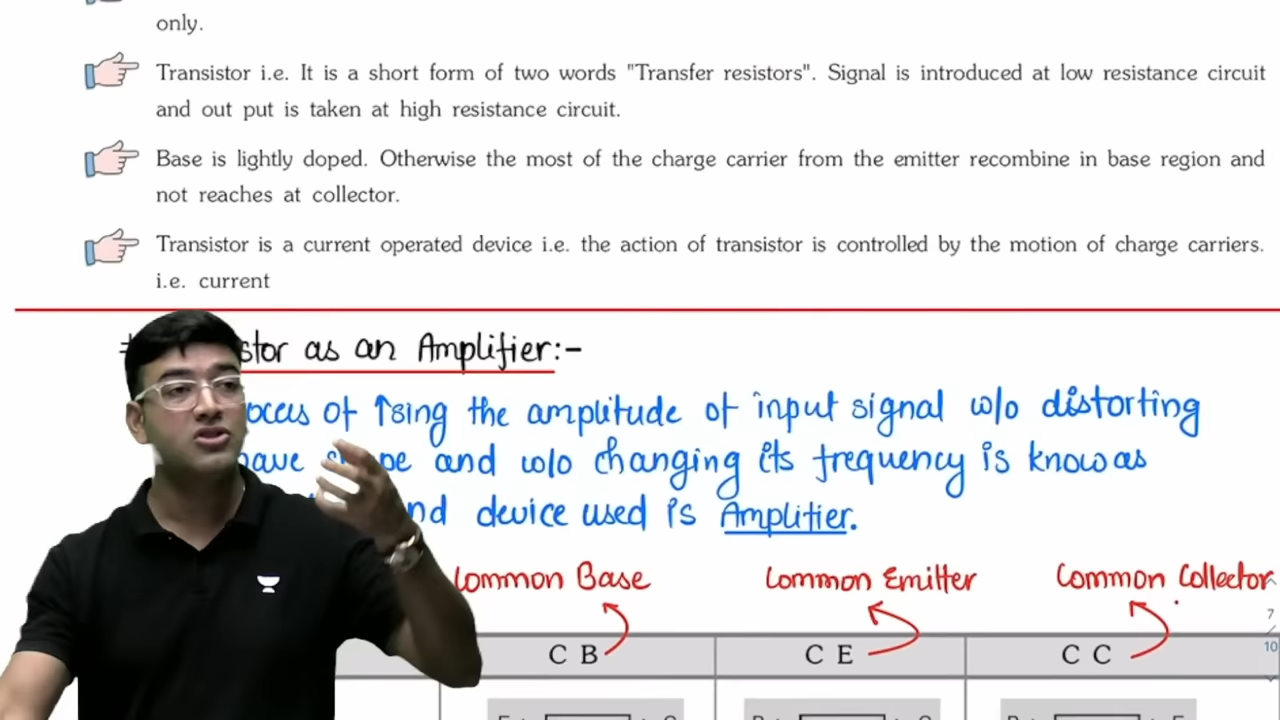 only.
Transistor i.e. It is a short form of two words "Transfer resistors". Signal is introduced at low resistance circuit
and out put is taken at high resistance circuit.
Base is lightly doped. Otherwise the most of the charge carrier from the emitter recombine in base region and
not reaches at collector.
Transistor is a current operated device i.e. the action of transistor is controlled by the motion of charge carriers.
i.e. current
as an Amplifier:-
of ↑sing the amplitude of input signal w/o distorting
and w/o changing its frequency is know as
device used is Amplifier.
Common Base Common Emitter Common Collector
7
10
C B C E C C